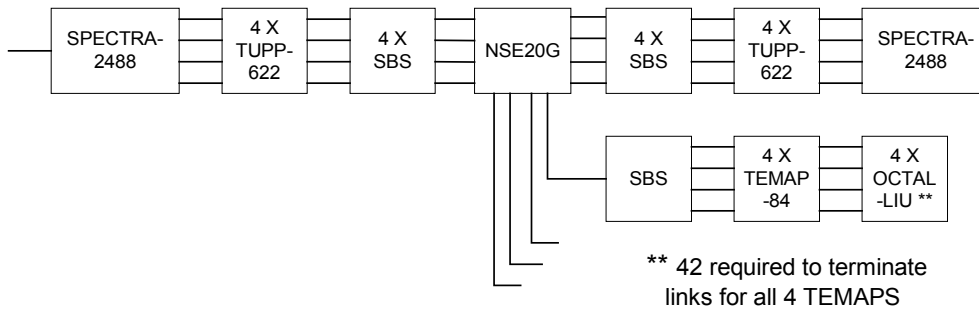 SPECTRA-
2488
4 X
TUPP-
622
4 X
SBS
NSE20G
4 X
SBS
4 X
TUPP-
622
SPECTRA-
2488
SBS
4 X
TEMAP
-84
4 X
OCTAL
-LIU **
** 42 required to terminate
links for all 4 TEMAPS